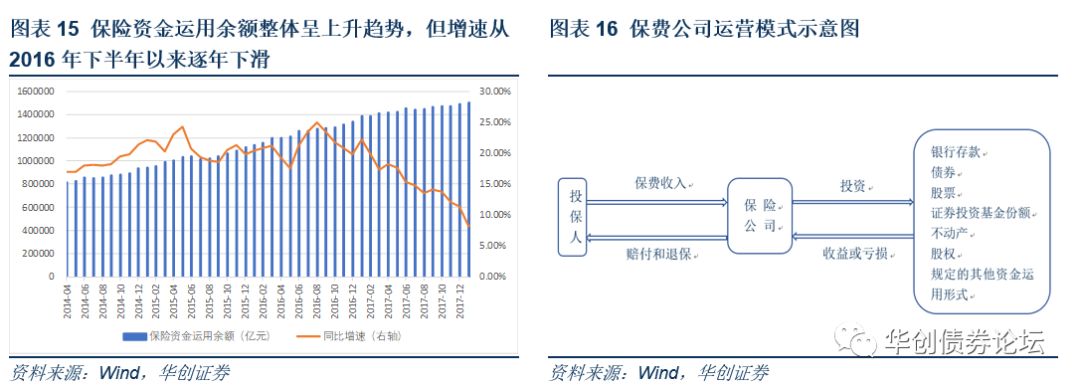 图表 15 保险资金运用余额整体呈上升趋势，但增速从
2016 年下半年以来逐年下滑
1600000
1400000
1200000
1000000
800000
600000
400000
200000
0
30.00%
25.00%
20.00%
15.00%
10.00%
5.00%
0.00%
2014-04
2014-06
2014-08
2014-10
2014-12
2015-02
2015-04
2015-06
2015-08
2015-10
2015-12
2016-02
2016-04
2016-06
2016-08
2016-10
2016-12
2017-02
2017-04
2017-06
2017-08
2017-10
2017-12
保险资金运用余额（亿元）
同比增速（右轴）
资料来源：Wind，华创证券
图表 16 保费公司运营模式示意图
投保人
保费收入
赔付和退保
保险
公司
投资
收益或亏损
银行存款
债券
股票
证券投资基金份额
不动产
股权
规定的其他资金运
用形式
华创债券论坛
资料来源：Wind，华创证券